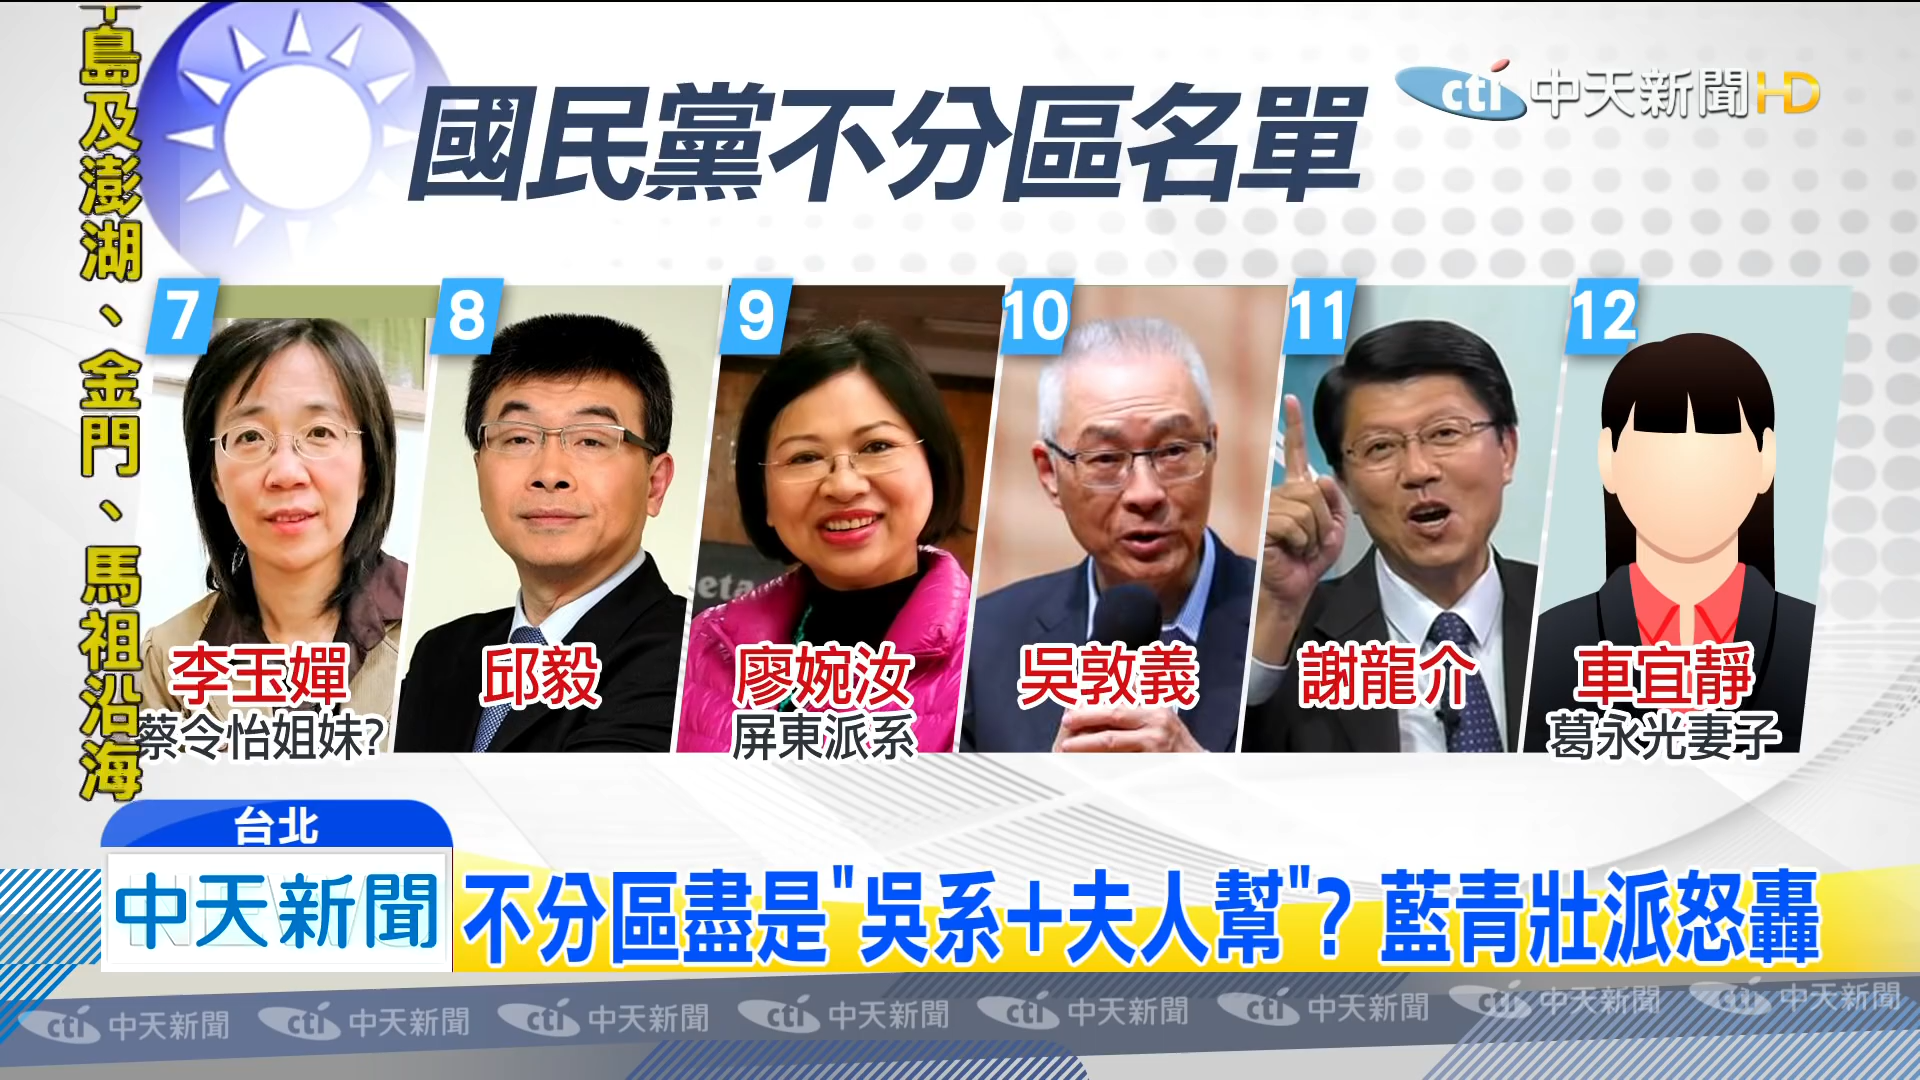 島及澎湖、金門、馬祖沿海
國民黨不分區名單
cti 中天新聞HD
7
8
9
10
11
12
eta
李玉嬋
邱毅
廖婉汝
吳敦義
謝龍介
車宜靜
蔡令怡姐妹?
屏東派系
葛永光妻子
台北
中天新聞
不分區盡是"吳系+夫人幫"? 藍青壯派怒轟
cti 中天新聞 cti 中天新聞 cti 中天新聞 cti 中天新聞 cti 中天新聞 cti 中天新聞 cti 中天新聞 cti 中天新聞